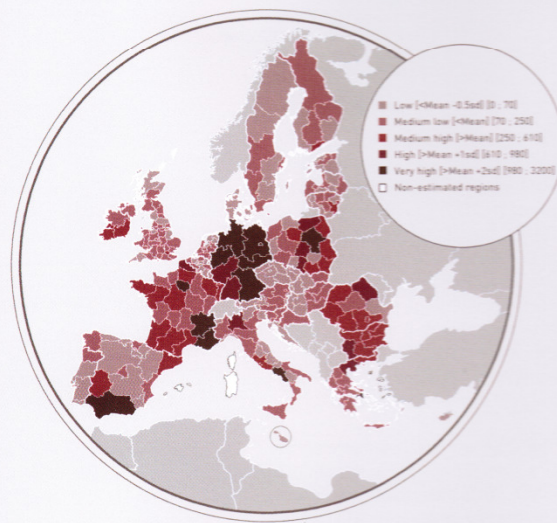 Low [<Mean -0.5sd] [0 ; 70]
Medium low [<Mean] [70 ; 250]
Medium high [>Mean] [250 ; 610]
High [>Mean +1sd] [610 ; 980]
Very high [>Mean +2sd] [980 ; 3200]
Non-estimated regions